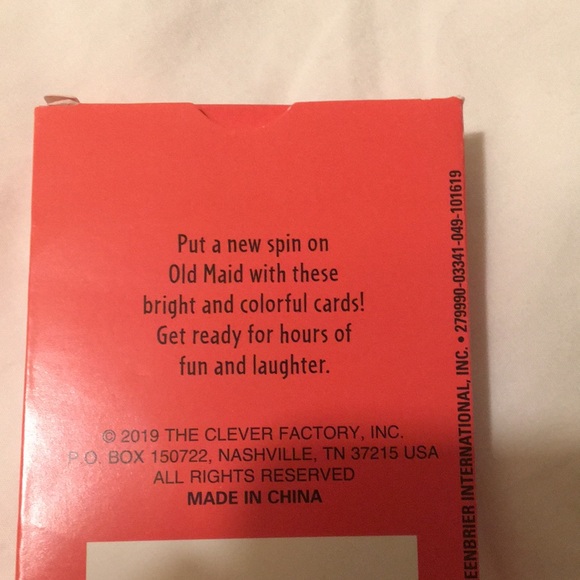 Put a new spin on
Old Maid with these
bright and colorful cards!
Get ready for hours of
fun and laughter.
© 2019 THE CLEVER FACTORY, INC.
P.O. BOX 150722, NASHVILLE, TN 37215 USA
ALL RIGHTS RESERVED
MADE IN CHINA
EENBRIER INTERNATIONAL, INC. • 279990-03341-049-101619